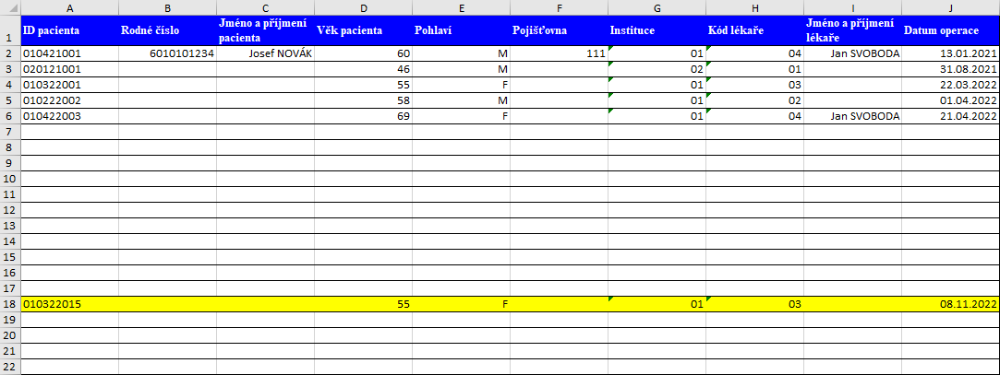 A B C D E F G H I J
1 ID pacienta Rodné číslo Jméno a příjmení pacienta Věk pacienta Pohlaví Pojišťovna Instituce Kód lékaře Jméno a příjmení lékaře Datum operace
2 010421001 6010101234 Josef NOVÁK 60 M 111 01 04 Jan SVOBODA 13.01.2021
3 020121001 46 M 02 01 31.08.2021
4 010322001 55 F 01 03 22.03.2022
5 010222002 58 M 01 02 01.04.2022
6 010422003 69 F 01 04 Jan SVOBODA 21.04.2022
7
8
9
10
11
12
13
14
15
16
17
18 010322015 55 F 01 03 08.11.2022
19
20
21
22